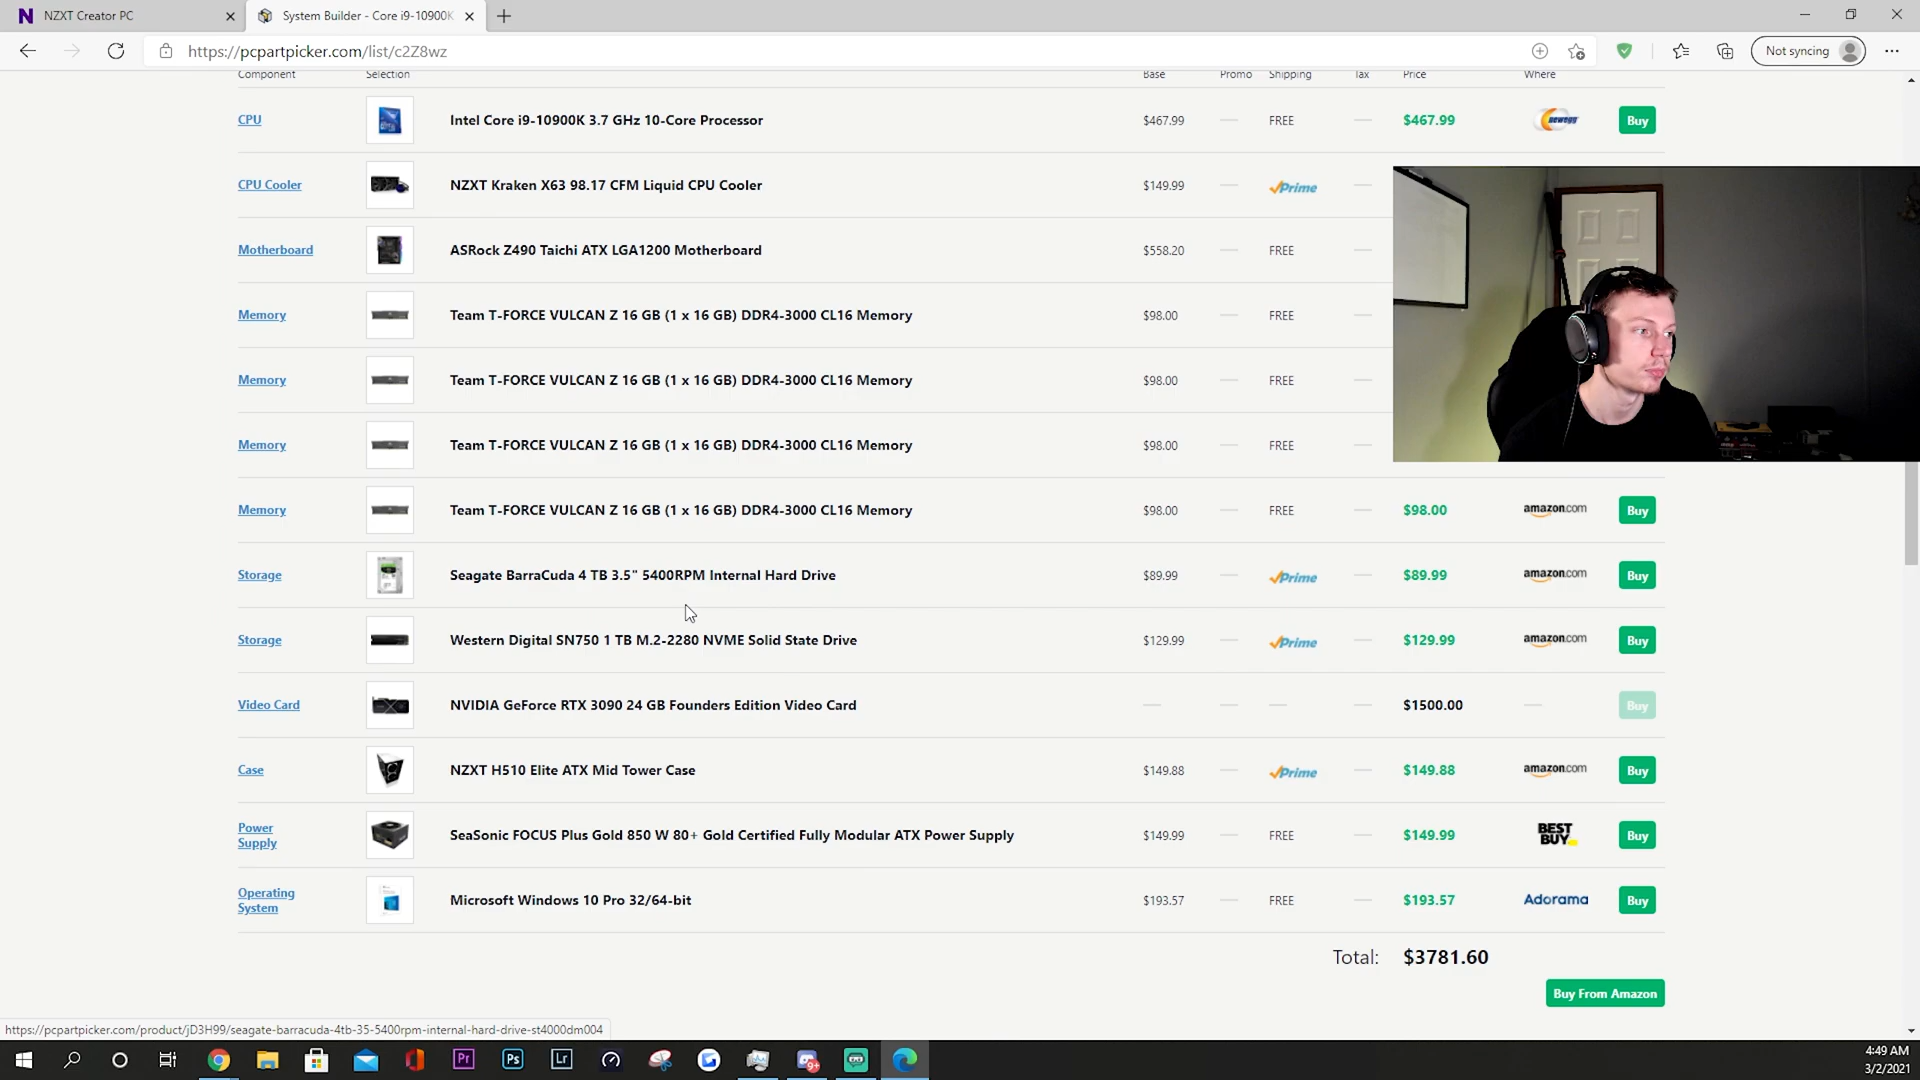 NZXT Creator PC
System Builder - Core i9-10900K
https://pcpartpicker.com/list/c2Z8wz
Not syncing
Component Selection Base Promo Shipping Tax Price Where
CPU Intel Core i9-10900K 3.7 GHz 10-Core Processor $467.99 FREE $467.99 newegg Buy
CPU Cooler NZXT Kraken X63 98.17 CFM Liquid CPU Cooler $149.99 Prime
Motherboard ASRock Z490 Taichi ATX LGA1200 Motherboard $558.20 FREE
Memory Team T-FORCE VULCAN Z 16 GB (1 x 16 GB) DDR4-3000 CL16 Memory $98.00 FREE
Memory Team T-FORCE VULCAN Z 16 GB (1 x 16 GB) DDR4-3000 CL16 Memory $98.00 FREE
Memory Team T-FORCE VULCAN Z 16 GB (1 x 16 GB) DDR4-3000 CL16 Memory $98.00 FREE
Memory Team T-FORCE VULCAN Z 16 GB (1 x 16 GB) DDR4-3000 CL16 Memory $98.00 FREE $98.00 amazon.com Buy
Storage Seagate BarraCuda 4 TB 3.5" 5400RPM Internal Hard Drive $89.99 Prime $89.99 amazon.com Buy
Storage Western Digital SN750 1 TB M.2-2280 NVME Solid State Drive $129.99 Prime $129.99 amazon.com Buy
Video Card NVIDIA GeForce RTX 3090 24 GB Founders Edition Video Card $1500.00 Buy
Case NZXT H510 Elite ATX Mid Tower Case $149.88 Prime $149.88 amazon.com Buy
Power
Supply SeaSonic FOCUS Plus Gold 850 W 80+ Gold Certified Fully Modular ATX Power Supply $149.99 FREE $149.99 BEST BUY Buy
Operating
System Microsoft Windows 10 Pro 32/64-bit $193.57 FREE $193.57 Adorama Buy
Total: $3781.60
Buy From Amazon
https://pcpartpicker.com/product/jD3H99/seagate-barracuda-4tb-35-5400rpm-internal-hard-drive-st4000dm004
Pr Ps Lr
4:49 AM
3/2/2021